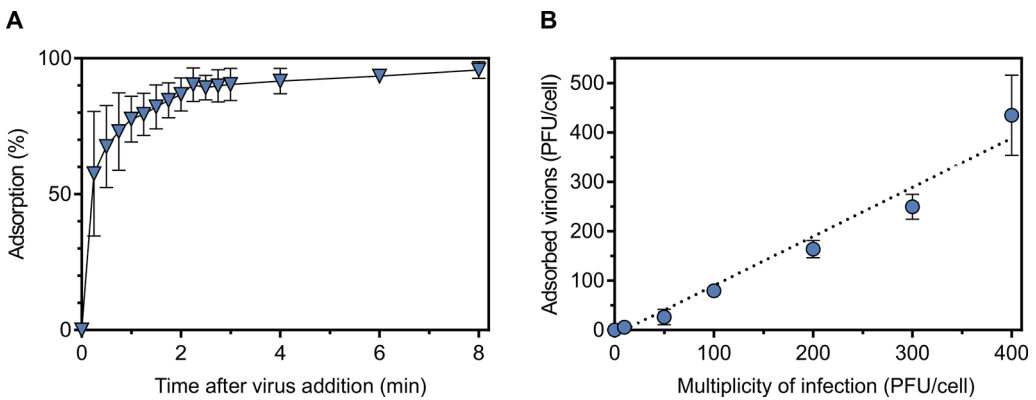 A
Adsorption (%)
100
50
0
0 2 4 6 8
Time after virus addition (min)
B
Adsorbed virions (PFU/cell)
500
400
300
200
100
0
0 100 200 300 400
Multiplicity of infection (PFU/cell)